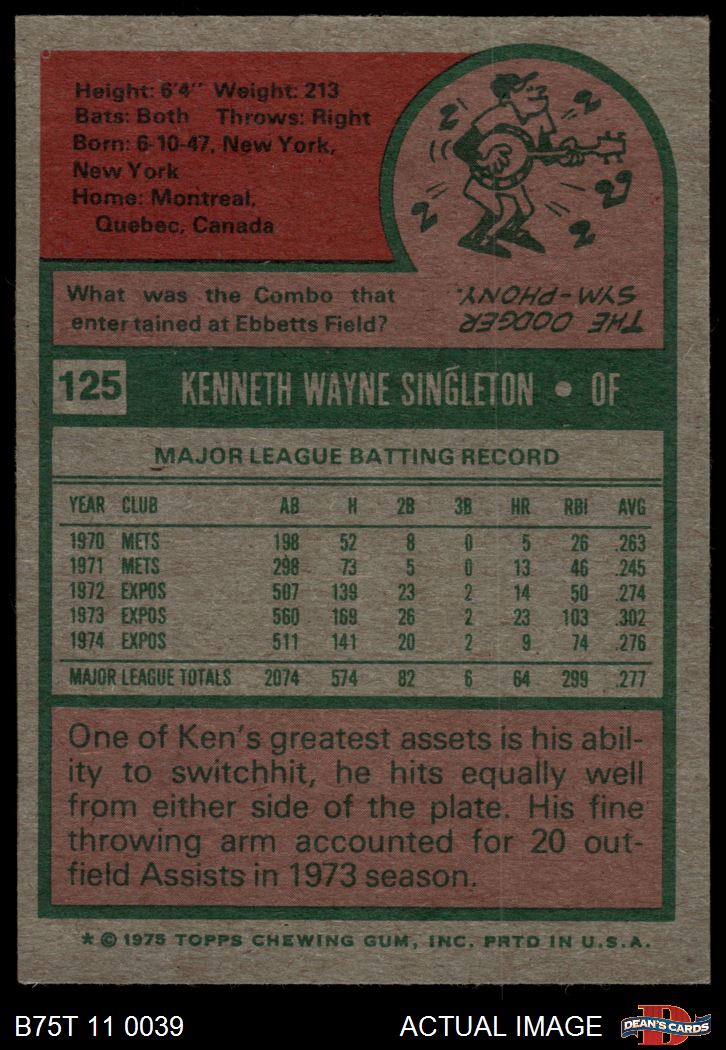 Height: 6'4" Weight: 213
Bats: Both Throws: Right
Born: 6-10-47, New York,
New York
Home: Montreal,
Quebec, Canada
What was the Combo that
entertained at Ebbetts Field?
THE DODGER
SYM-PHONY.
125 KENNETH WAYNE SINGLETON • OF
MAJOR LEAGUE BATTING RECORD
YEAR CLUB AB H 2B 3B HR RBI AVG
1970 METS 198 52 8 0 5 26 .263
1971 METS 298 73 5 0 13 46 .245
1972 EXPOS 507 139 23 2 14 50 .274
1973 EXPOS 560 169 26 2 23 103 .302
1974 EXPOS 511 141 20 2 9 74 .276
MAJOR LEAGUE TOTALS 2074 574 82 6 64 299 .277
One of Ken's greatest assets is his abil-
ity to switchhit, he hits equally well
from either side of the plate. His fine
throwing arm accounted for 20 out-
field Assists in 1973 season.
* © 1975 TOPPS CHEWING GUM, INC. PRTD IN U.S.A.
B75T 11 0039 ACTUAL IMAGE
D
DEAN'S CARDS